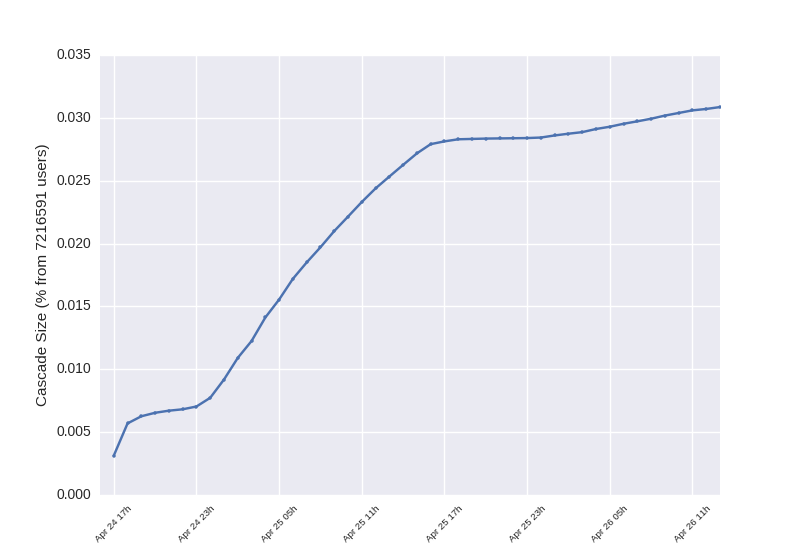 0.035
0.030
0.025
0.020
0.015
0.010
0.005
0.000
Cascade Size (% from 7216591 users)
Apr 24 17h
Apr 24 23h
Apr 25 05h
Apr 25 11h
Apr 25 17h
Apr 25 23h
Apr 26 05h
Apr 26 11h